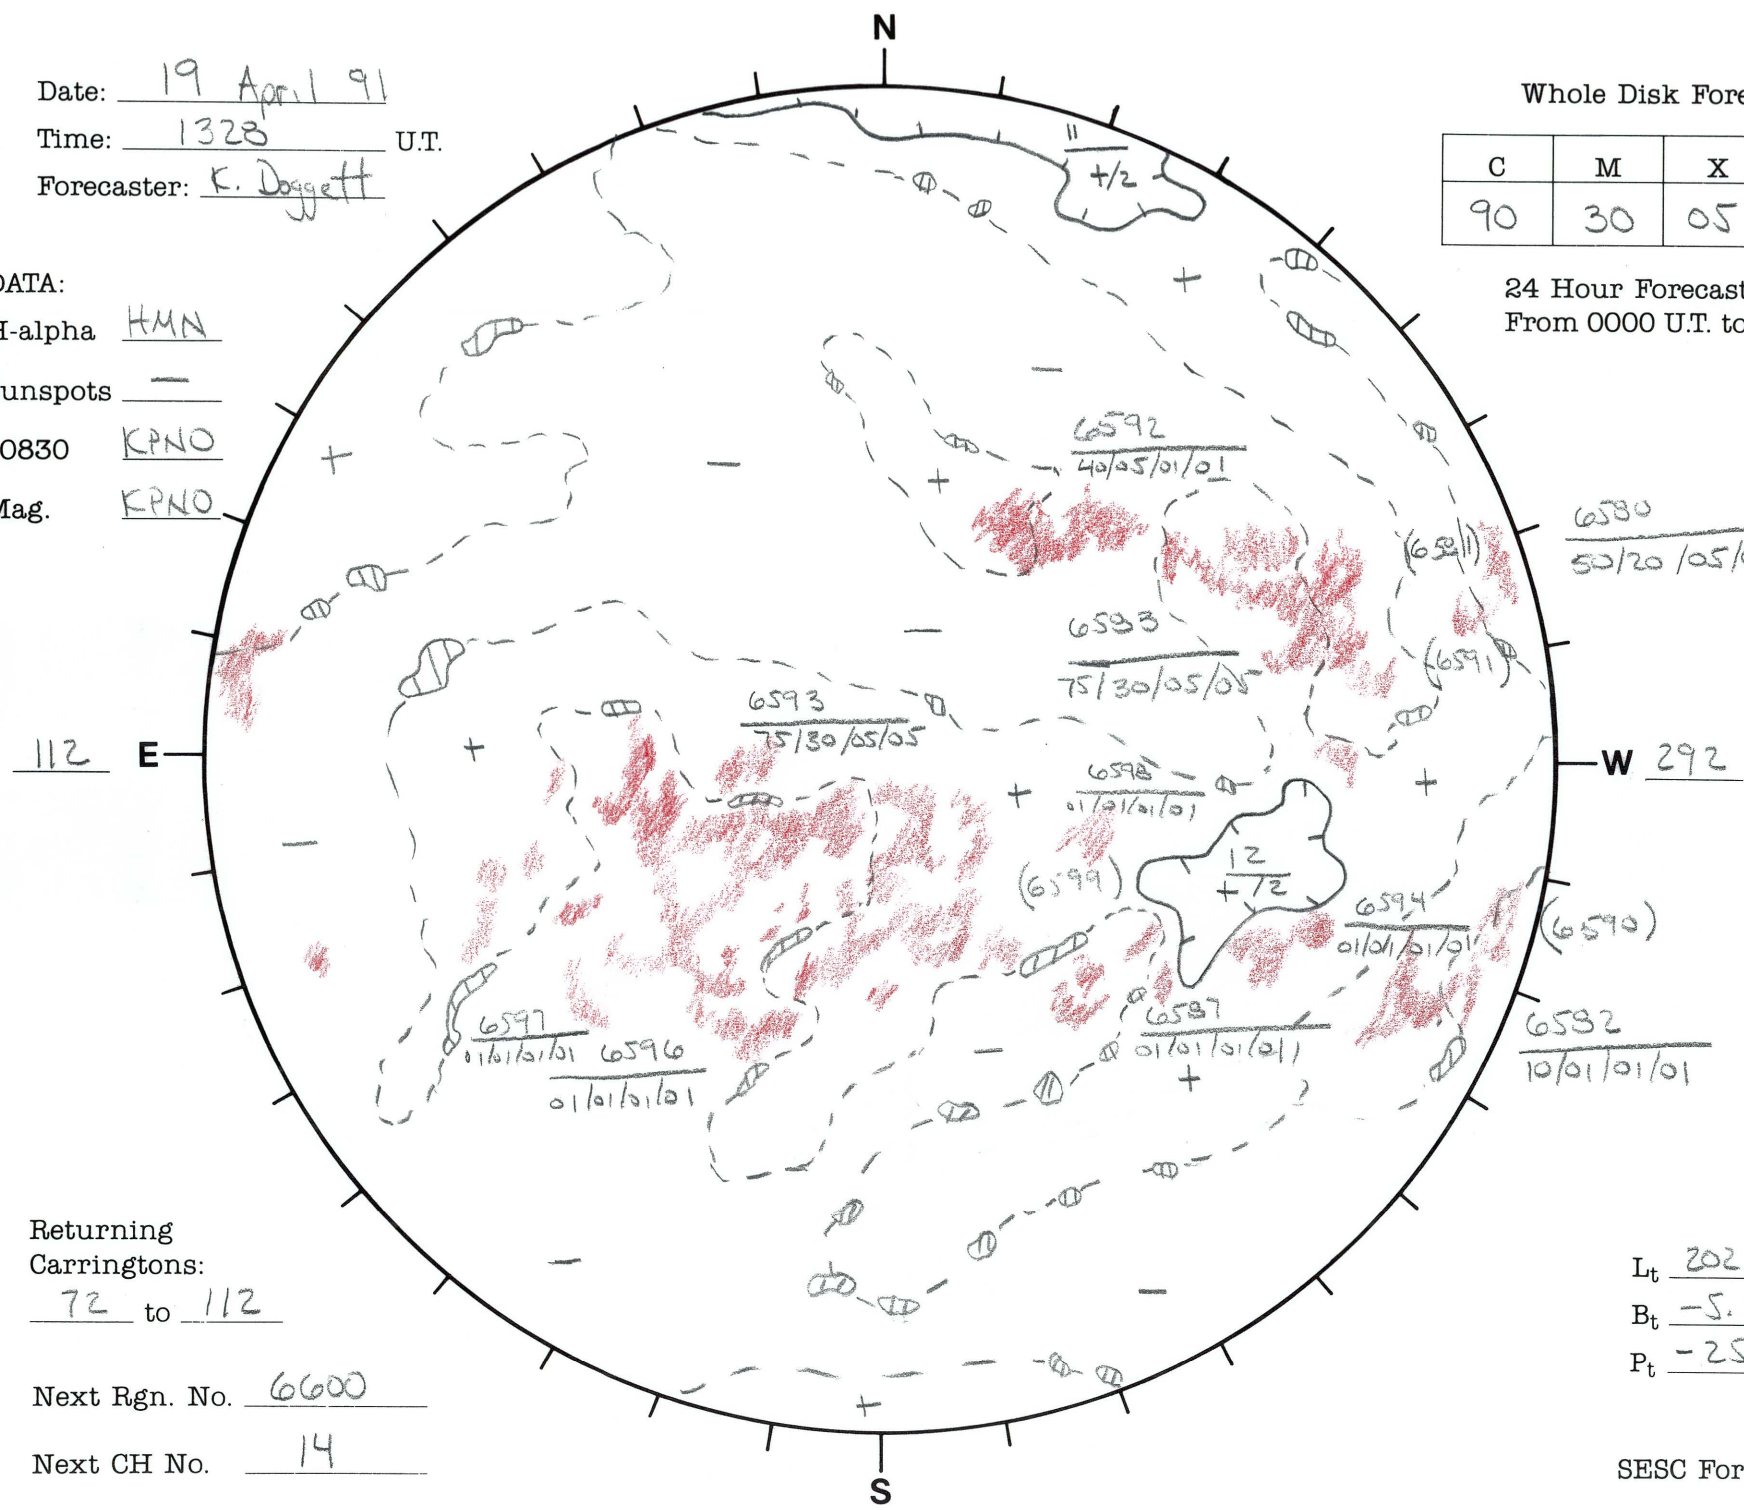 N
Date: 19 April 91
Time: 1328 U.T.
Forecaster: K. Doggett
Whole Disk Fore
C M X
90 30 05
24 Hour Forecast
From 0000 U.T. to
DATA:
H-alpha HMN
unspots —
0830 KPNO
Mag. KPNO
11
+/2
+
−
6592
40/05/01/01
+
−
+
6580
50/20/05/
(6591)
−
6593
75/30/05/05
6593
75/30/05/05
+
112 E
W 292
6598
01/01/01/01
+
+
−
12
+/2
(6599)
6594
01/01/01/01
(6590)
6597
01/01/01/01
6596
01/01/01/01
6587
01/01/01/01
6582
10/01/01/01
−
+
Returning
Carringtons:
72 to 112
−
−
Lt 202
Bt -5.
Pt -25
Next Rgn. No. 6600
+
Next CH No. 14
SESC For
S